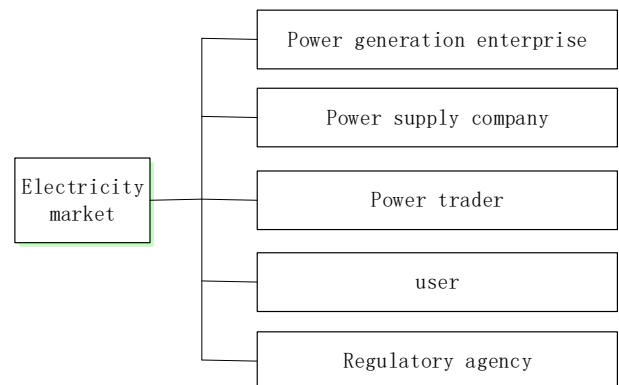 Power generation enterprise
Power supply company
Electricity
market
Power trader
user
Regulatory agency